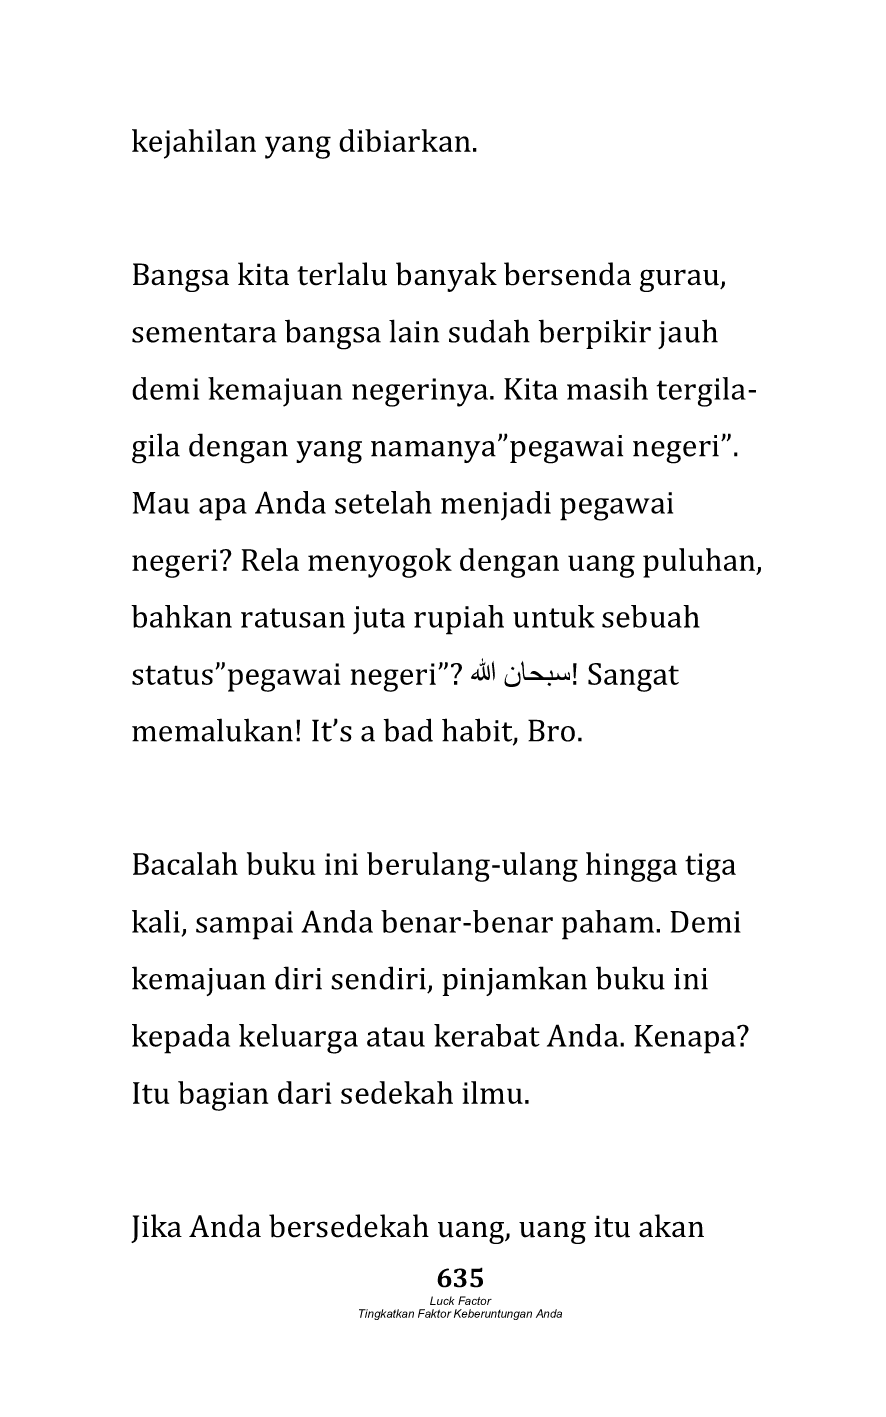 kejahilan yang dibiarkan.
Bangsa kita terlalu banyak bersenda gurau,
sementara bangsa lain sudah berpikir jauh
demi kemajuan negerinya. Kita masih tergila-
gila dengan yang namanya”pegawai negeri”.
Mau apa Anda setelah menjadi pegawai
negeri? Rela menyogok dengan uang puluhan,
bahkan ratusan juta rupiah untuk sebuah
status”pegawai negeri”? سبحان الله! Sangat
memalukan! It’s a bad habit, Bro.
Bacalah buku ini berulang-ulang hingga tiga
kali, sampai Anda benar-benar paham. Demi
kemajuan diri sendiri, pinjamkan buku ini
kepada keluarga atau kerabat Anda. Kenapa?
Itu bagian dari sedekah ilmu.
Jika Anda bersedekah uang, uang itu akan
635
Luck Factor
Tingkatkan Faktor Keberuntungan Anda